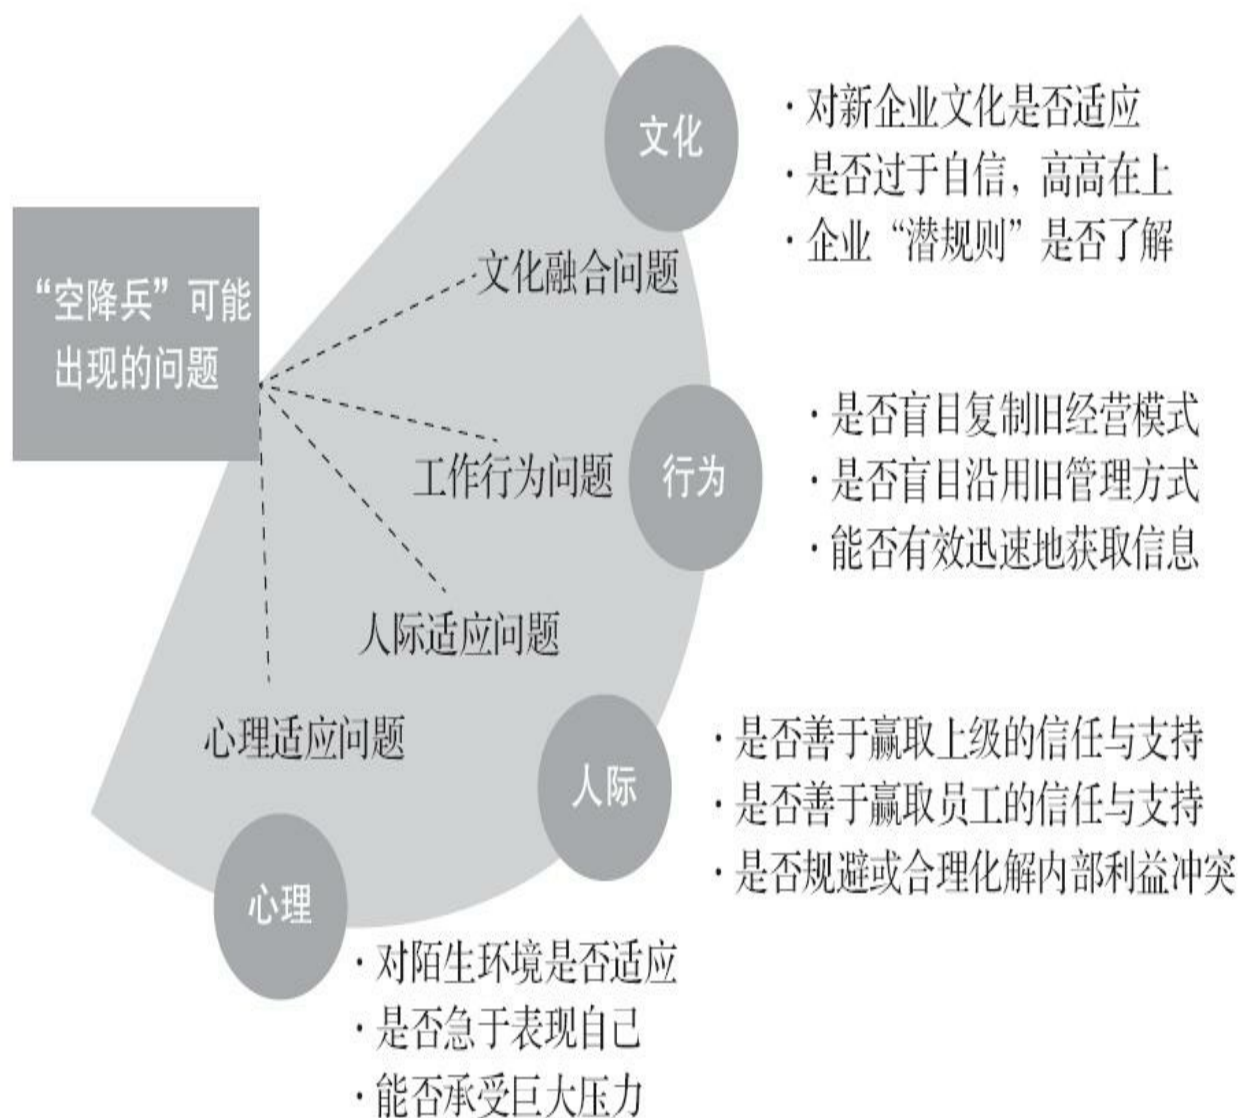 “空降兵”可能
出现的问题
文化融合问题
文化
·对新企业文化是否适应
·是否过于自信，高高在上
·企业“潜规则”是否了解
工作行为问题
行为
·是否盲目复制旧经营模式
·是否盲目沿用旧管理方式
·能否有效迅速地获取信息
人际适应问题
人际
·是否善于赢取上级的信任与支持
·是否善于赢取员工的信任与支持
·是否规避或合理化解内部利益冲突
心理适应问题
心理
·对陌生环境是否适应
·是否急于表现自己
·能否承受巨大压力